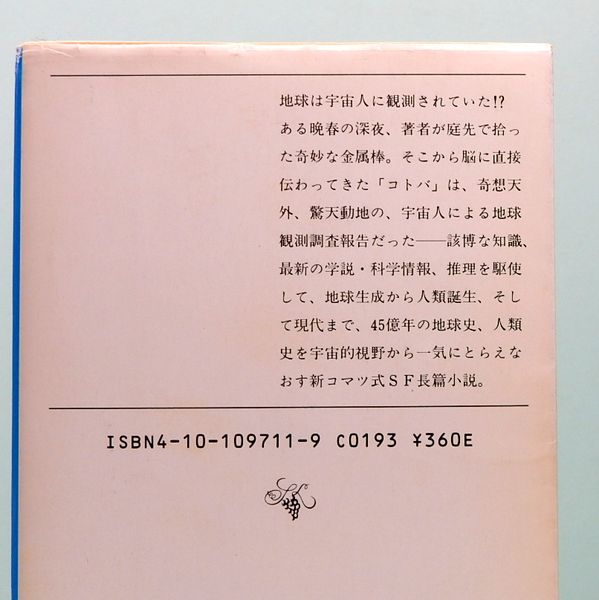 地球は宇宙人に観測されていた!?
ある晩春の深夜、著者が庭先で拾っ
た奇妙な金属棒。そこから脳に直接
伝わってきた「コトバ」は、奇想天
外、驚天動地の、宇宙人による地球
観測調査報告だった――該博な知識、
最新の学説・科学情報、推理を駆使
して、地球生成から人類誕生、そし
て現代まで、45億年の地球史、人類
史を宇宙的視野から一気にとらえな
おす新コマツ式SF長篇小説。
ISBN4-10-109711-9 C0193 ¥360E
SK